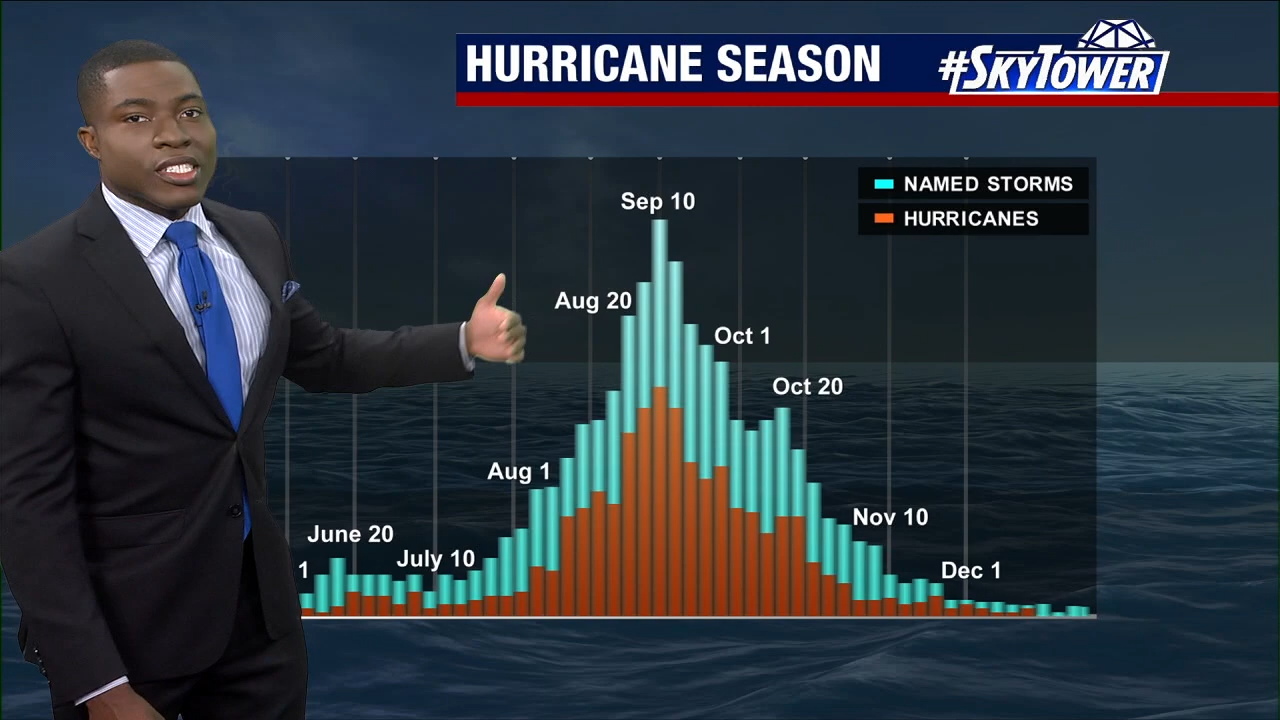 HURRICANE SEASON
#SKYTOWER
NAMED STORMS
HURRICANES
Sep 10
Aug 20
Oct 1
Oct 20
Aug 1
Nov 10
June 20
July 10
1
Dec 1